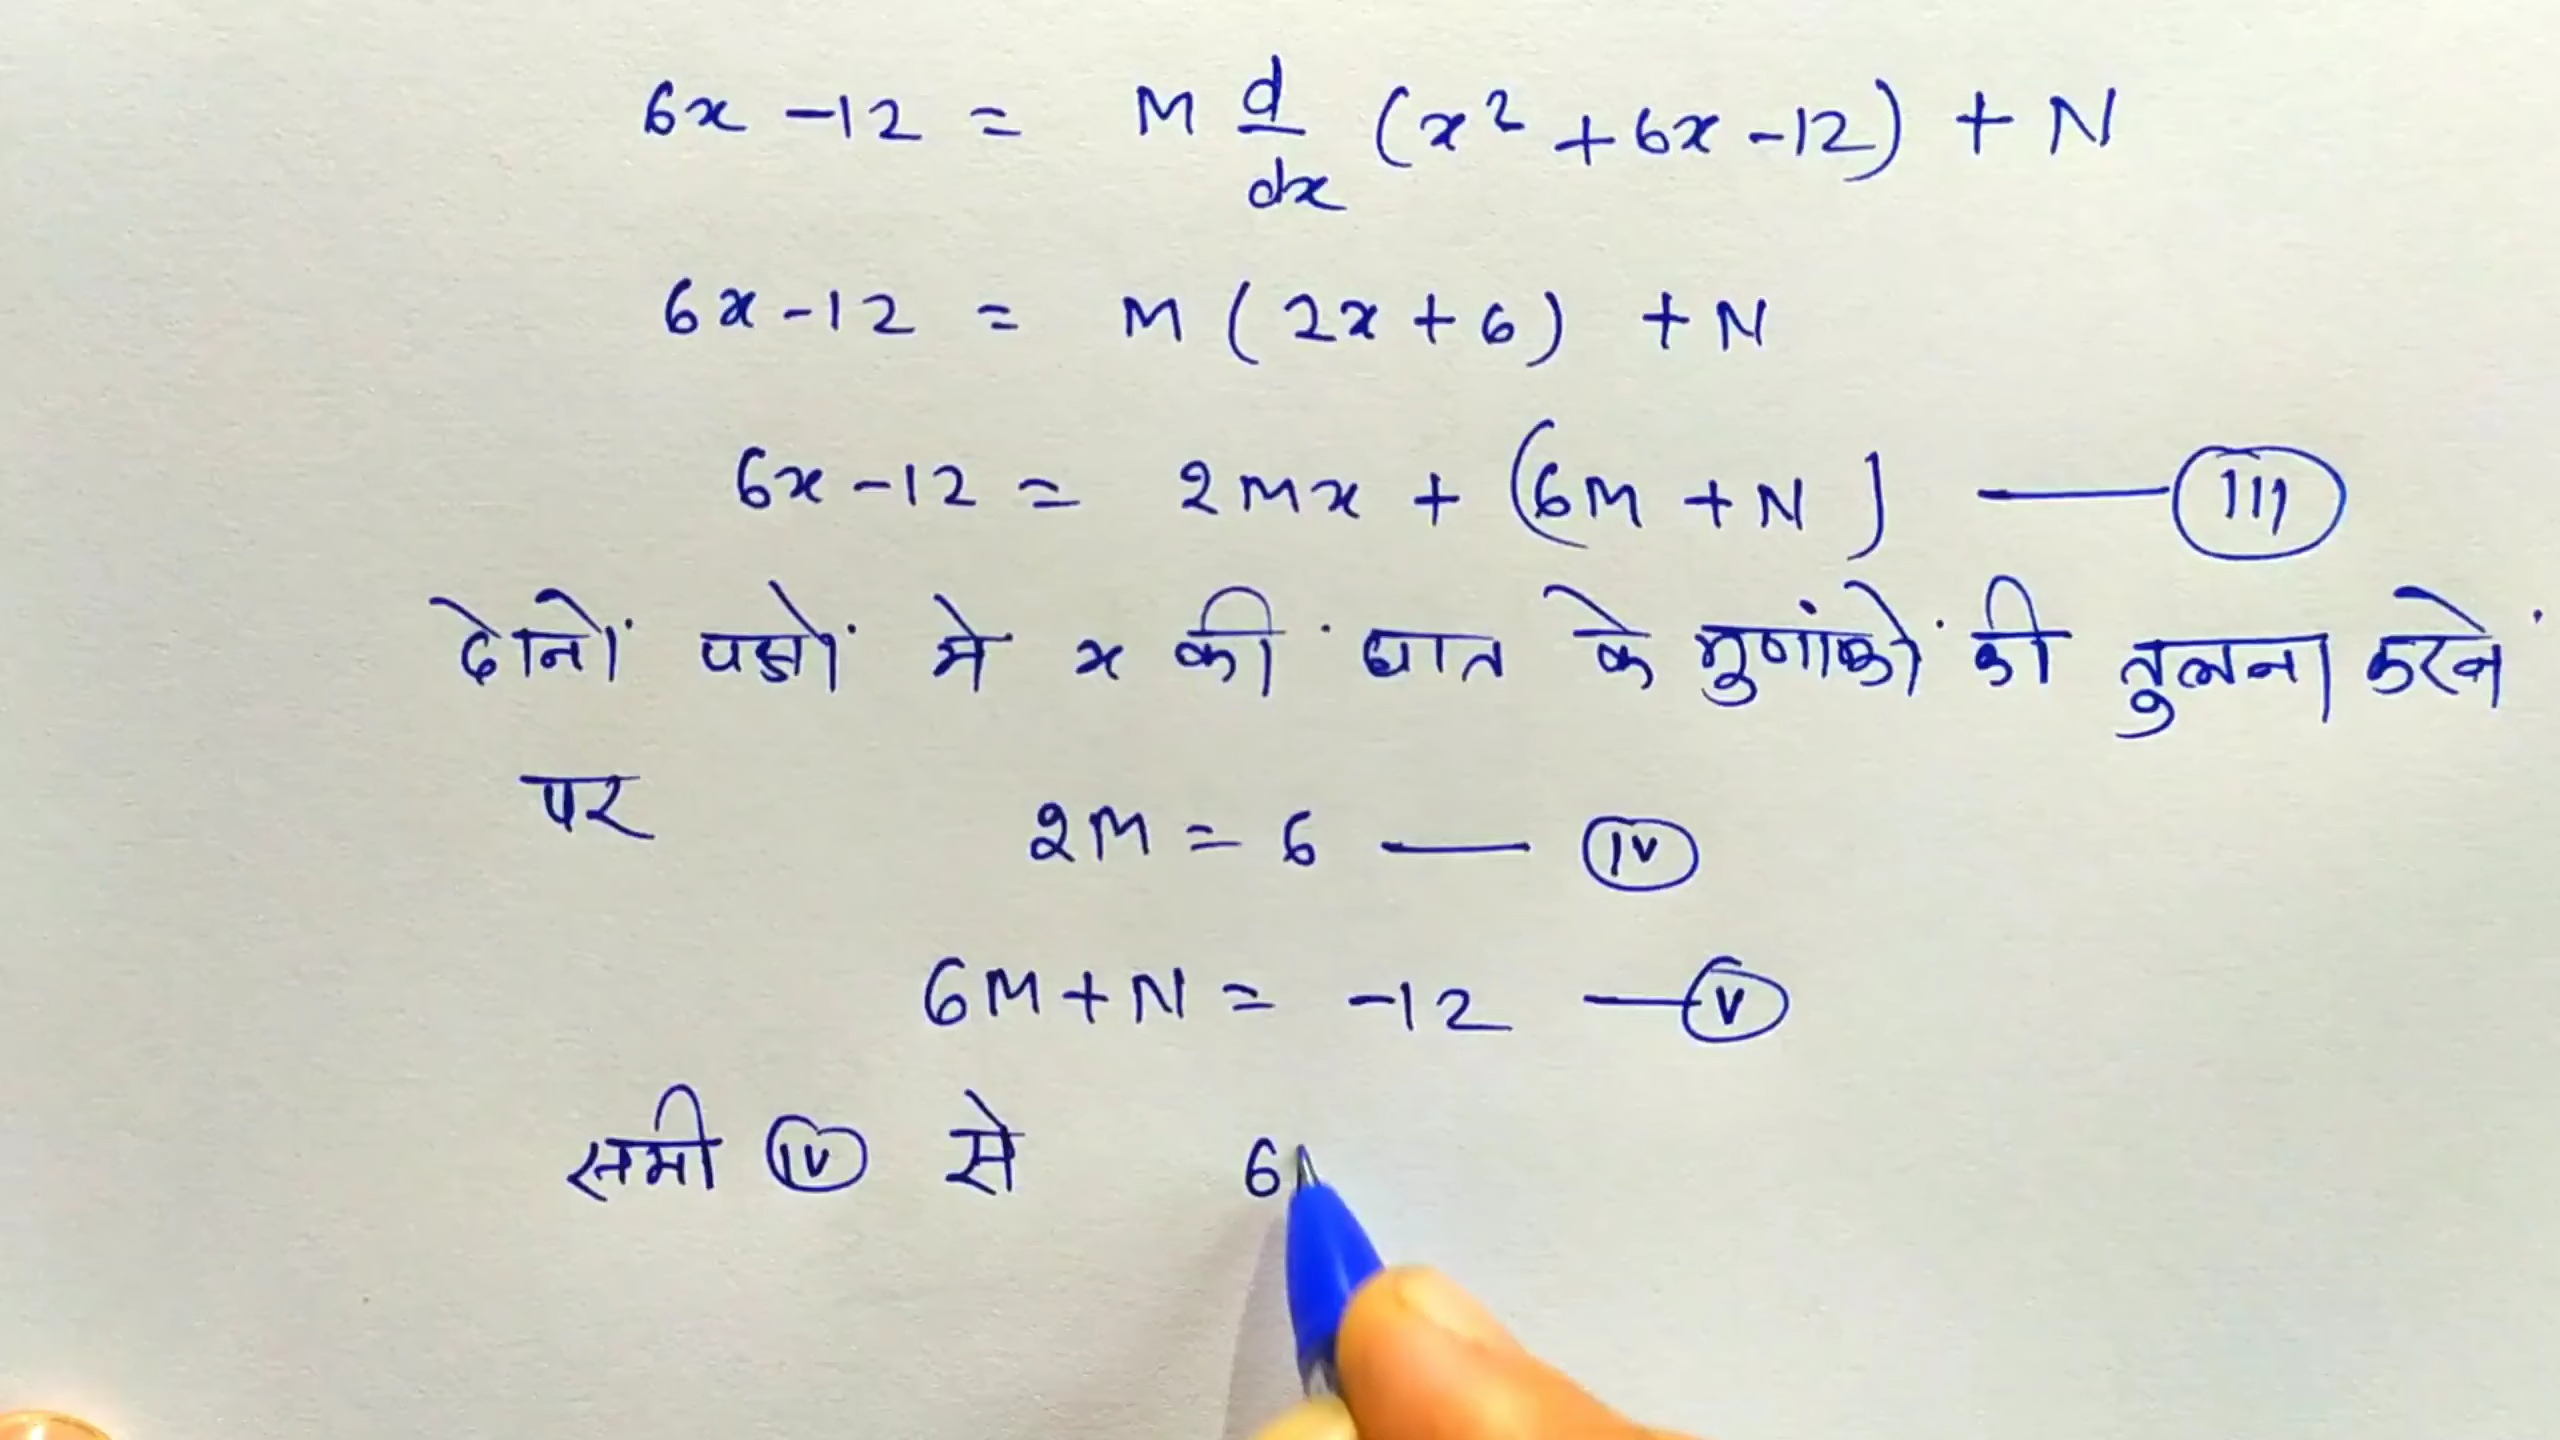 6x - 12 = M d/dx (x² + 6x - 12) + N
6x - 12 = M (2x + 6) + N
6x - 12 = 2Mx + (6M + N) — III
दोनों पक्षों मे x की घात के गुणांकों की तुलना करनें
पर 2M = 6 — IV
6M + N = -12 — V
समी IV से 6